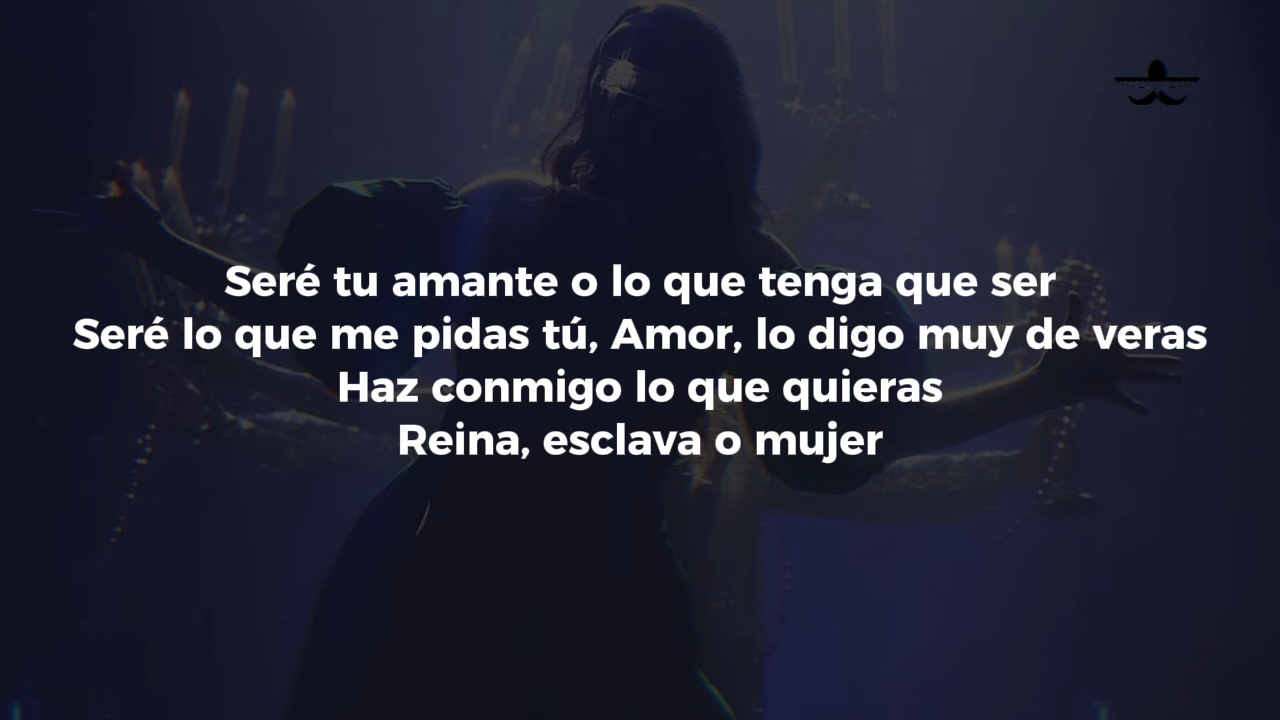 Seré tu amante o lo que tenga que ser
Seré lo que me pidas tú, Amor, lo digo muy de veras
Haz conmigo lo que quieras
Reina, esclava o mujer